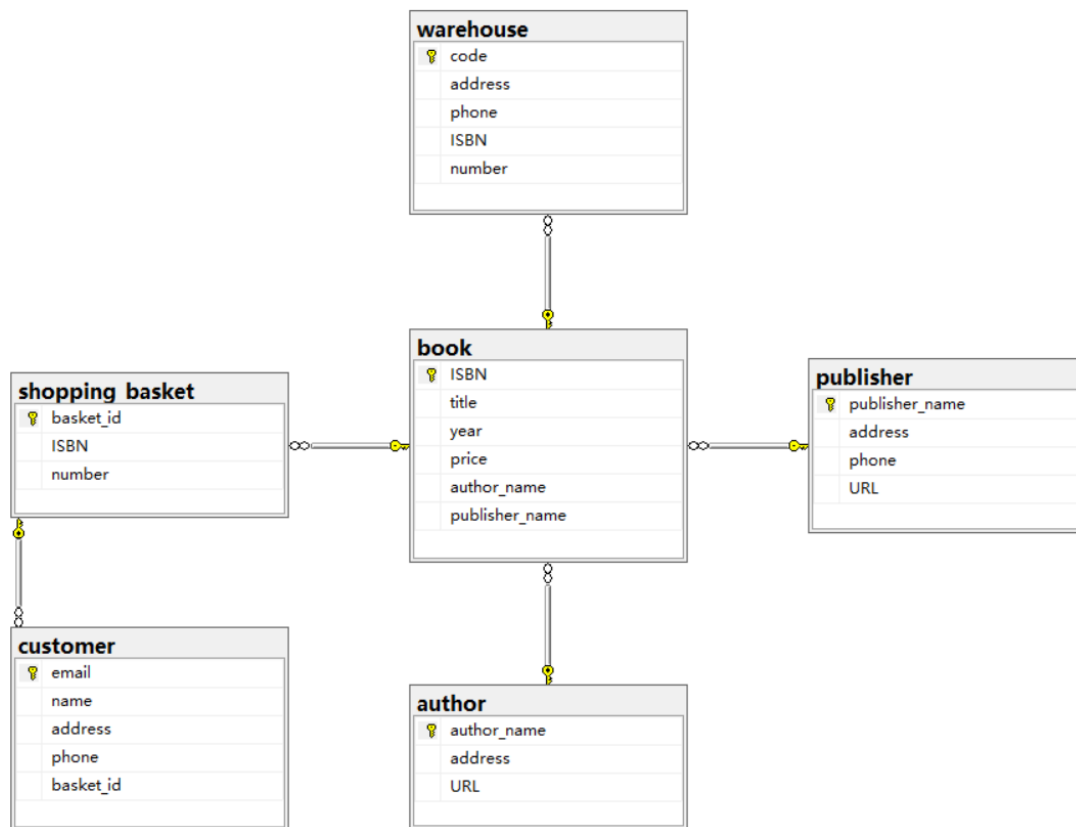 warehouse
code
address
phone
ISBN
number
book
ISBN
title
year
price
author_name
publisher_name
shopping_basket
basket_id
ISBN
number
publisher
publisher_name
address
phone
URL
customer
email
name
address
phone
basket_id
author
author_name
address
URL